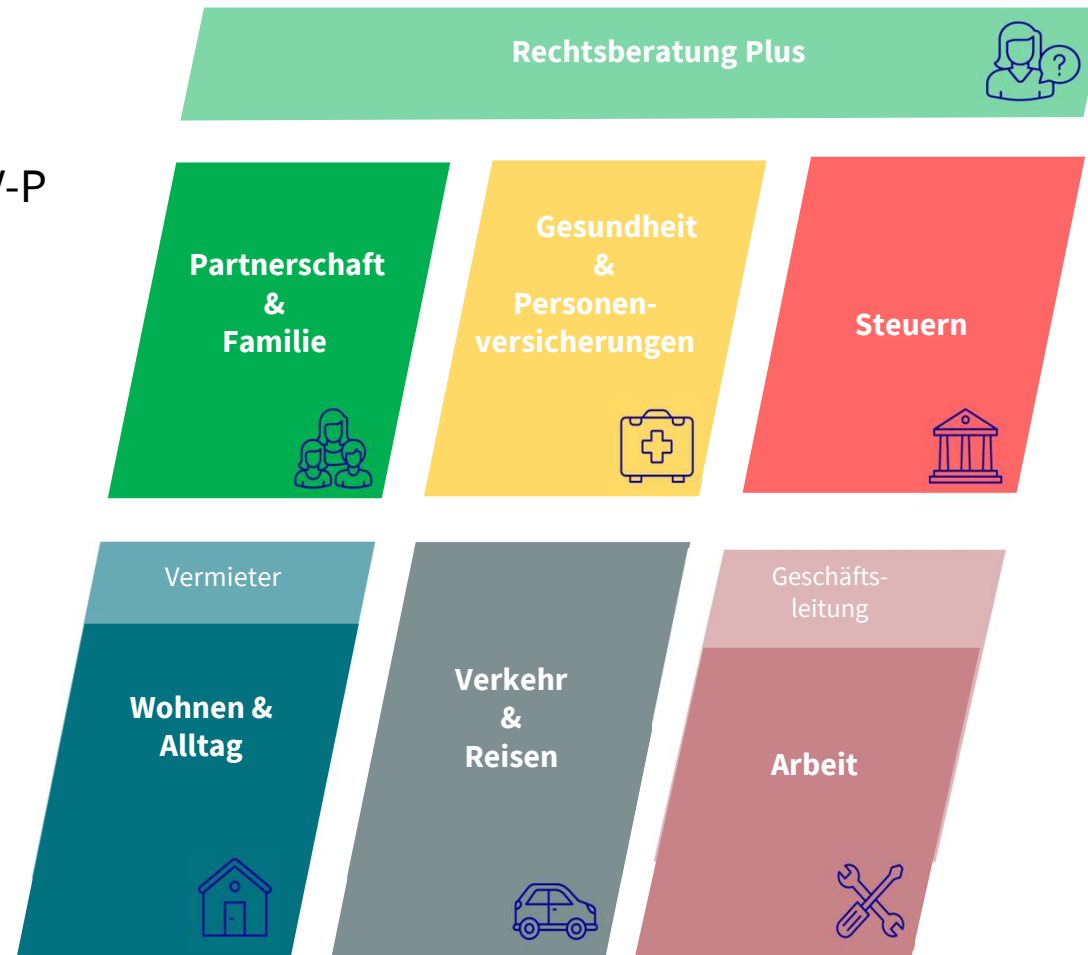 Rechtsberatung Plus
?
-P
Partnerschaft
&
Familie
Gesundheit
&
Personen-
versicherungen
Steuern
Vermieter
Wohnen &
Alltag
Verkehr
&
Reisen
Geschäfts-
leitung
Arbeit